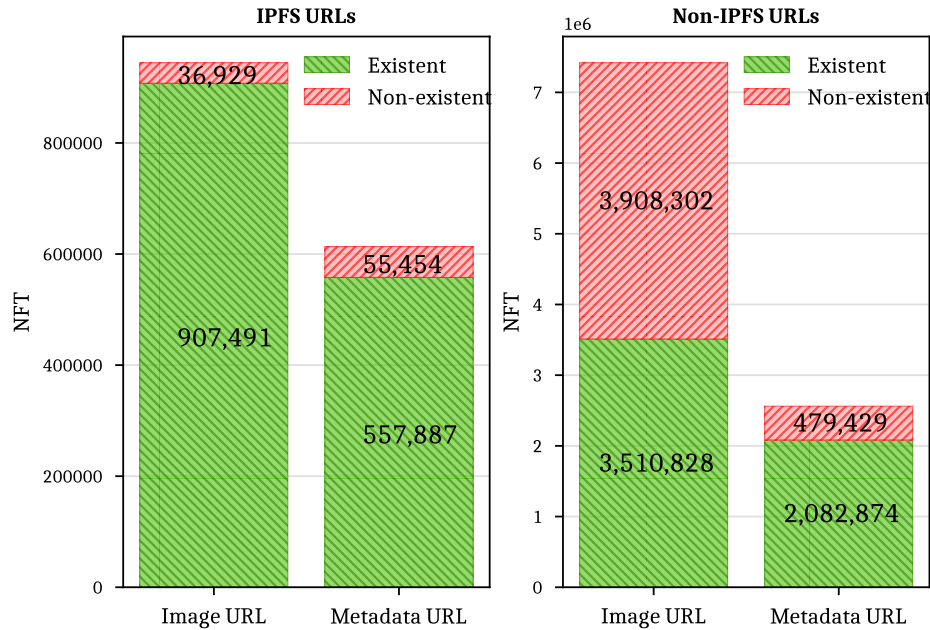 IPFS URLs
NFT
800000
600000
400000
200000
0
36,929
907,491
55,454
557,887
Existent
Non-existent
Image URL
Metadata URL
Non-IPFS URLs
1e6
NFT
7
6
5
4
3
2
1
0
3,908,302
3,510,828
479,429
2,082,874
Existent
Non-existent
Image URL
Metadata URL